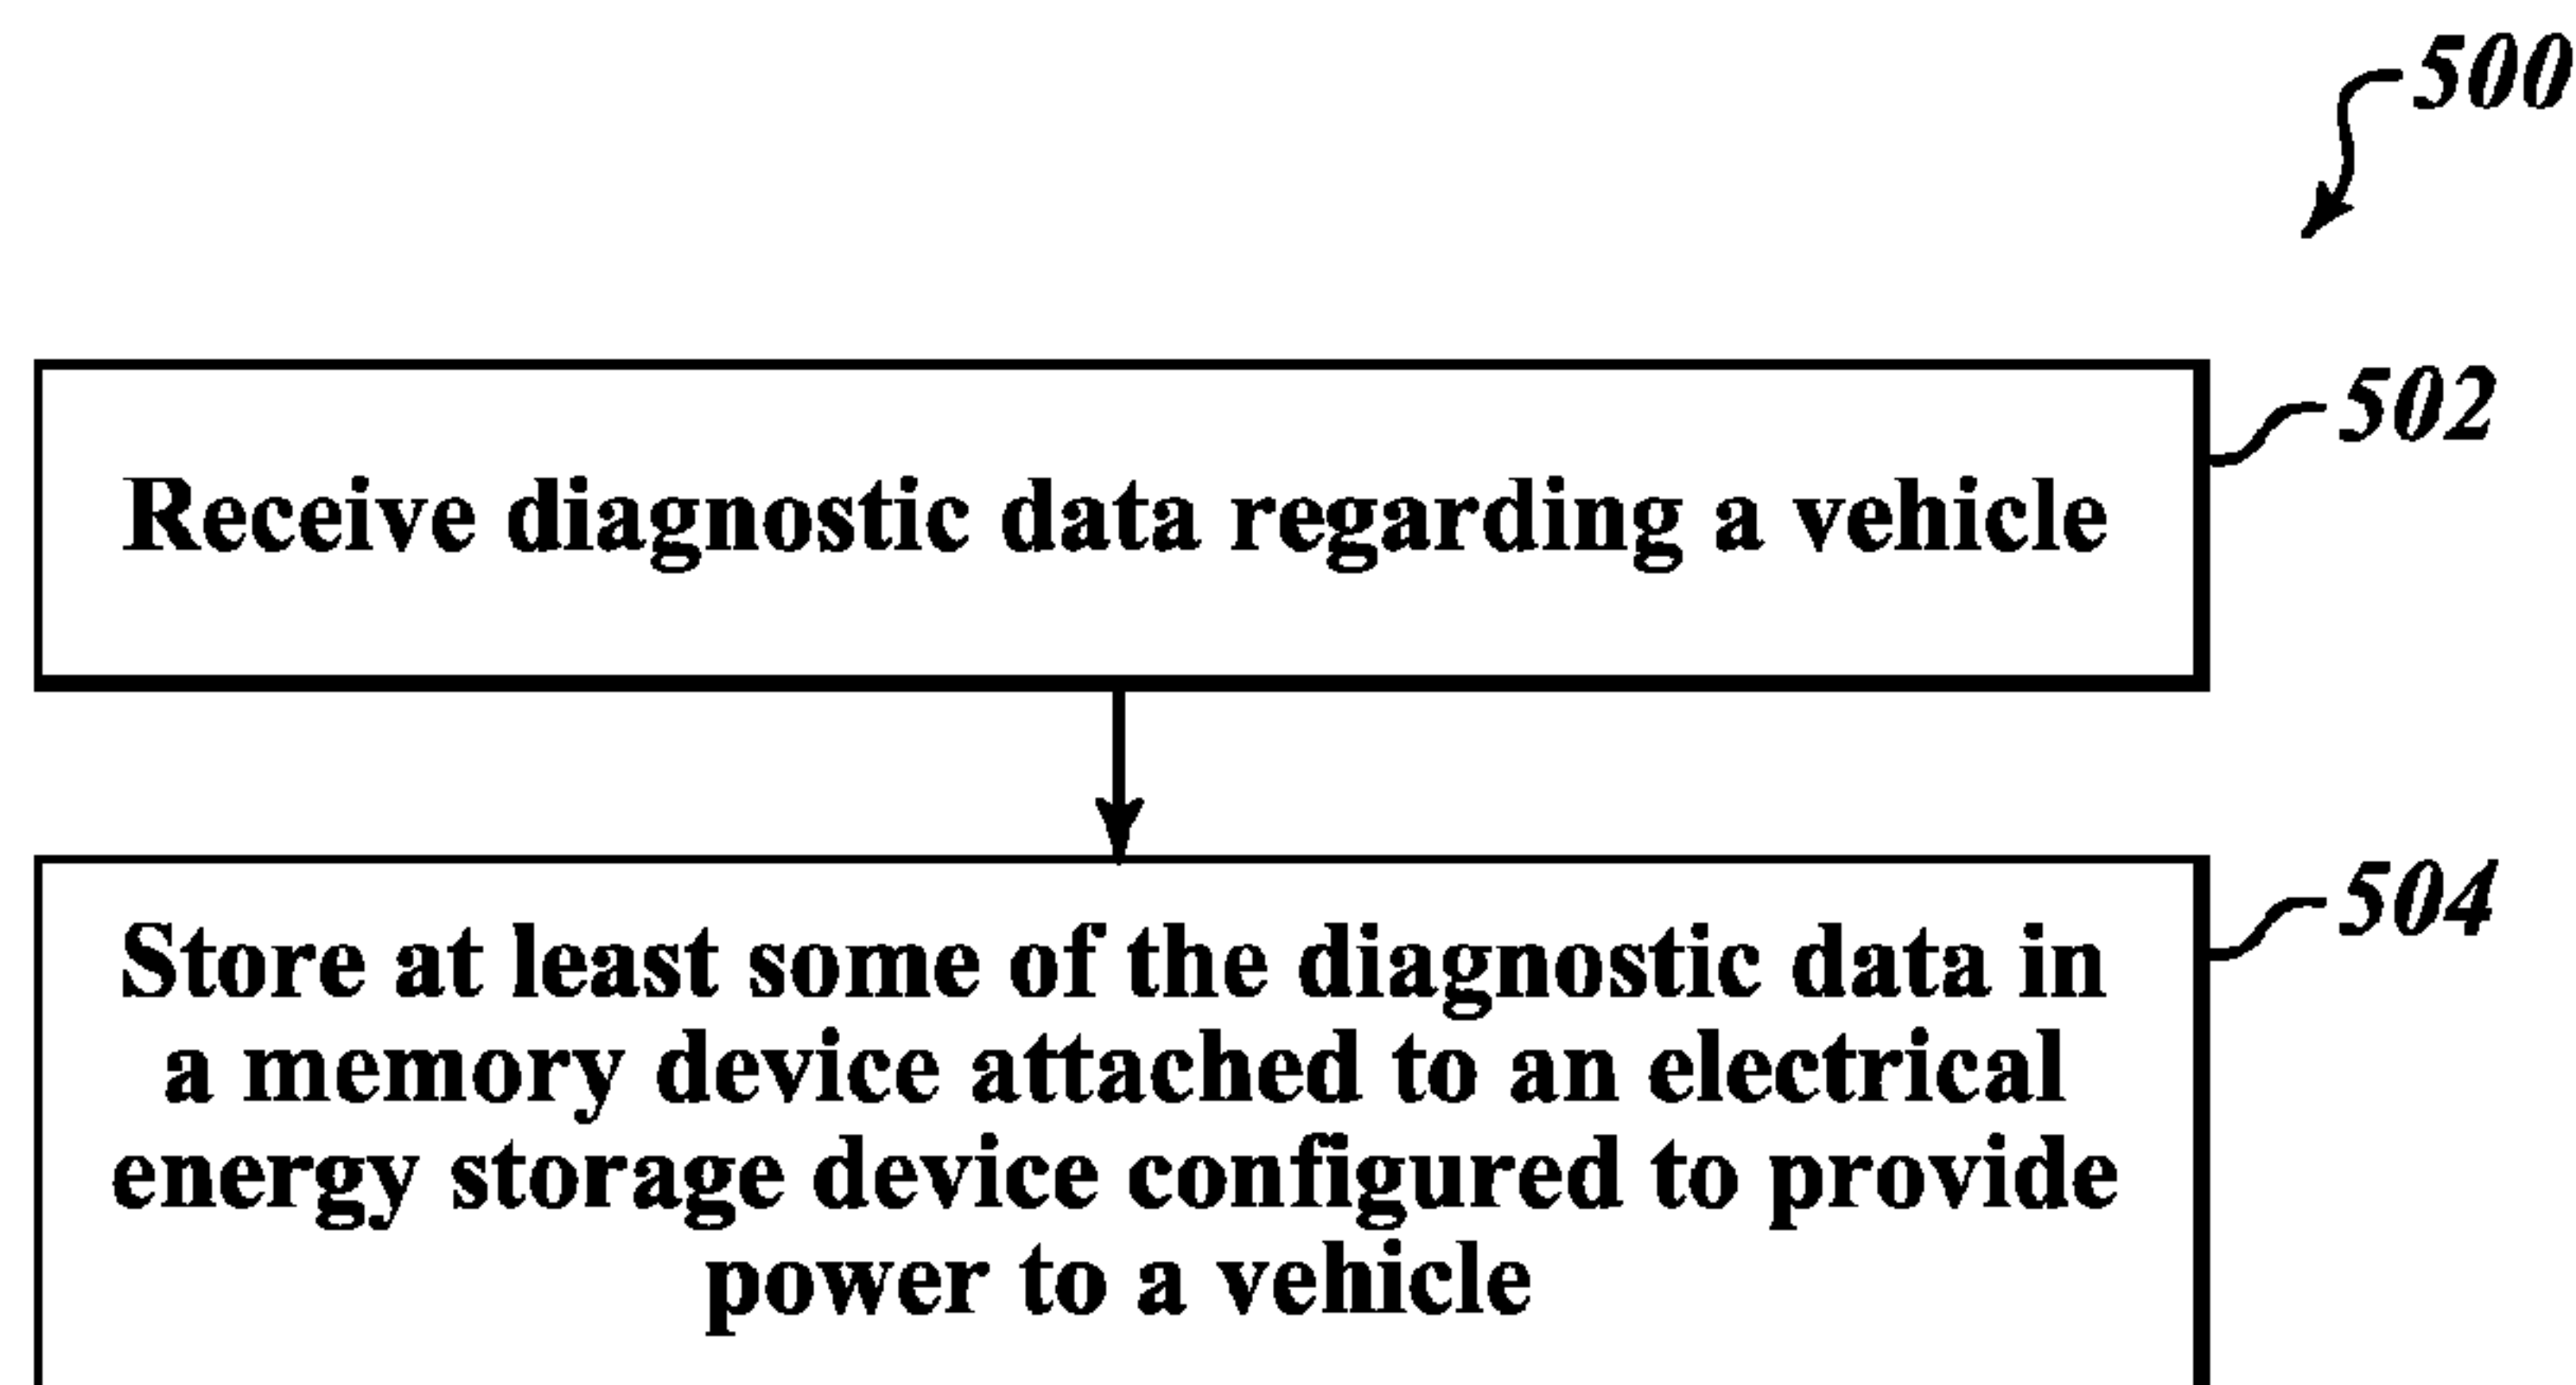 500
502
Receive diagnostic data regarding a vehicle
504
Store at least some of the diagnostic data in
a memory device attached to an electrical
energy storage device configured to provide
power to a vehicle